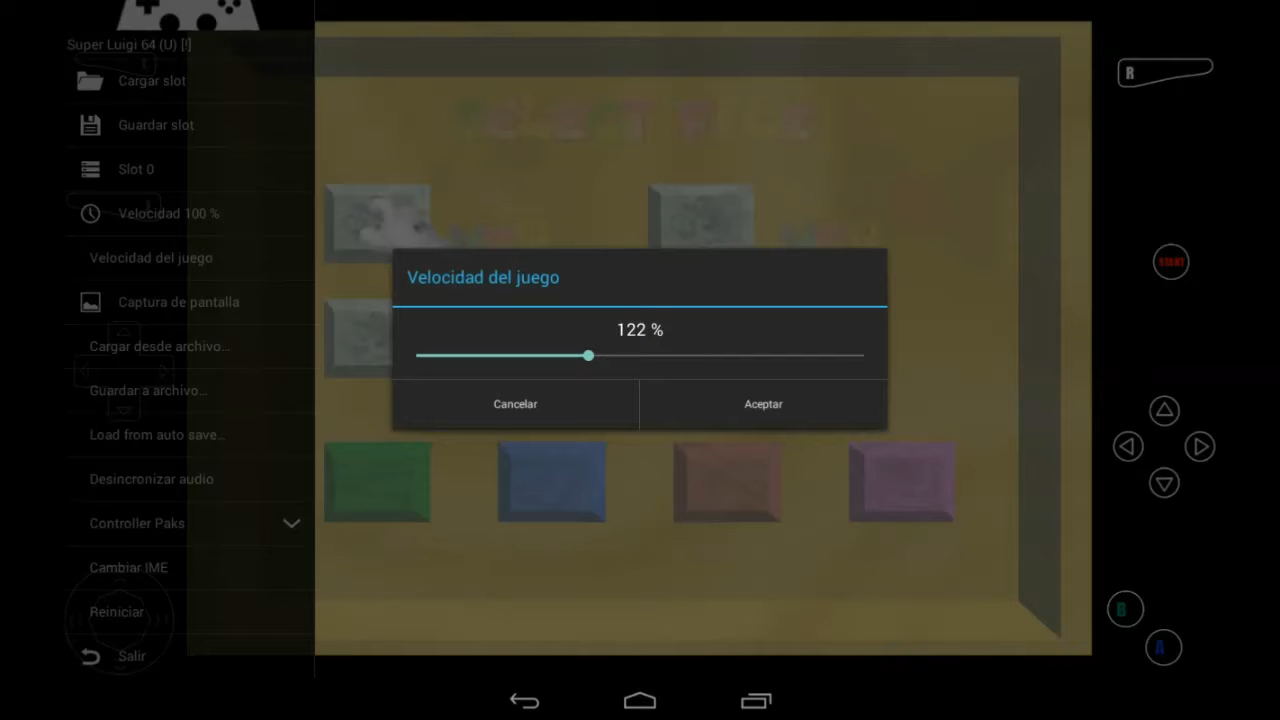 Super Luigi 64 (U) [!]
Cargar slot
Guardar slot
Slot 0
Velocidad 100 %
Velocidad del juego
Captura de pantalla
Cargar desde archivo...
Guardar a archivo...
Load from auto save...
Desincronizar audio
Controller Paks
Cambiar IME
Reiniciar
Salir
Velocidad del juego
122 %
Cancelar
Aceptar
R
START
B
A